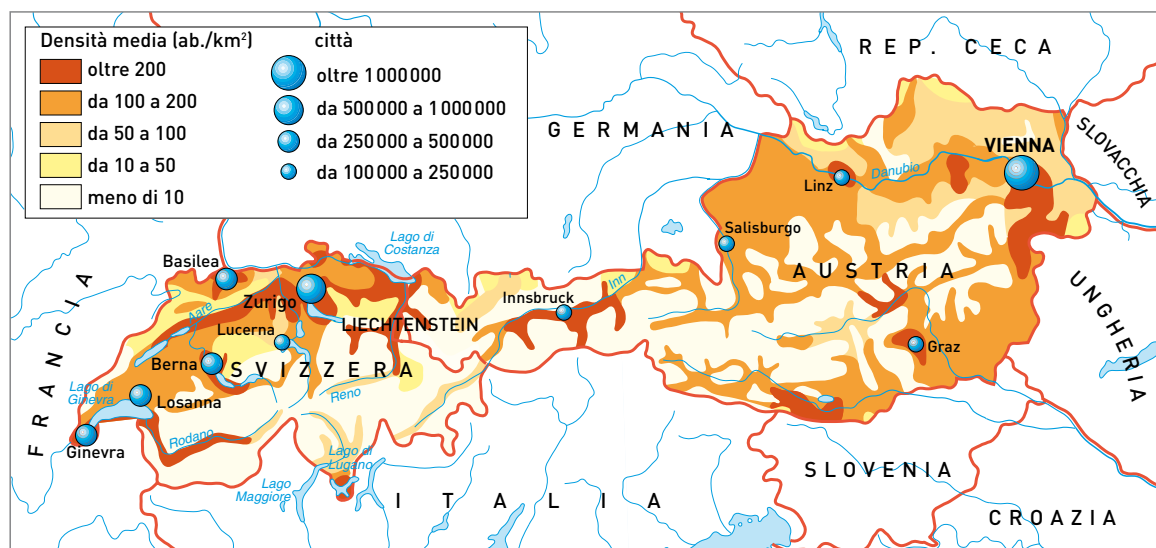 Densità media (ab./km²)
oltre 200
da 100 a 200
da 50 a 100
da 10 a 50
meno di 10
città
oltre 1 000 000
da 500 000 a 1 000 000
da 250 000 a 500 000
da 100 000 a 250 000
REP. CECA
GERMANIA
SLOVACCHIA
VIENNA
Linz
Danubio
Salisburgo
Lago di
Costanza
Basilea
AUSTRIA
FRANCIA
Zurigo
Aare
Innsbruck
Inn
UNGHERIA
LIECHTENSTEIN
Lucerna
Graz
Berna
SVIZZERA
Lago di
Ginevra
Losanna
Reno
Rodano
Ginevra
Lago di
Lugano
Lago
Maggiore
ITALIA
SLOVENIA
CROAZIA